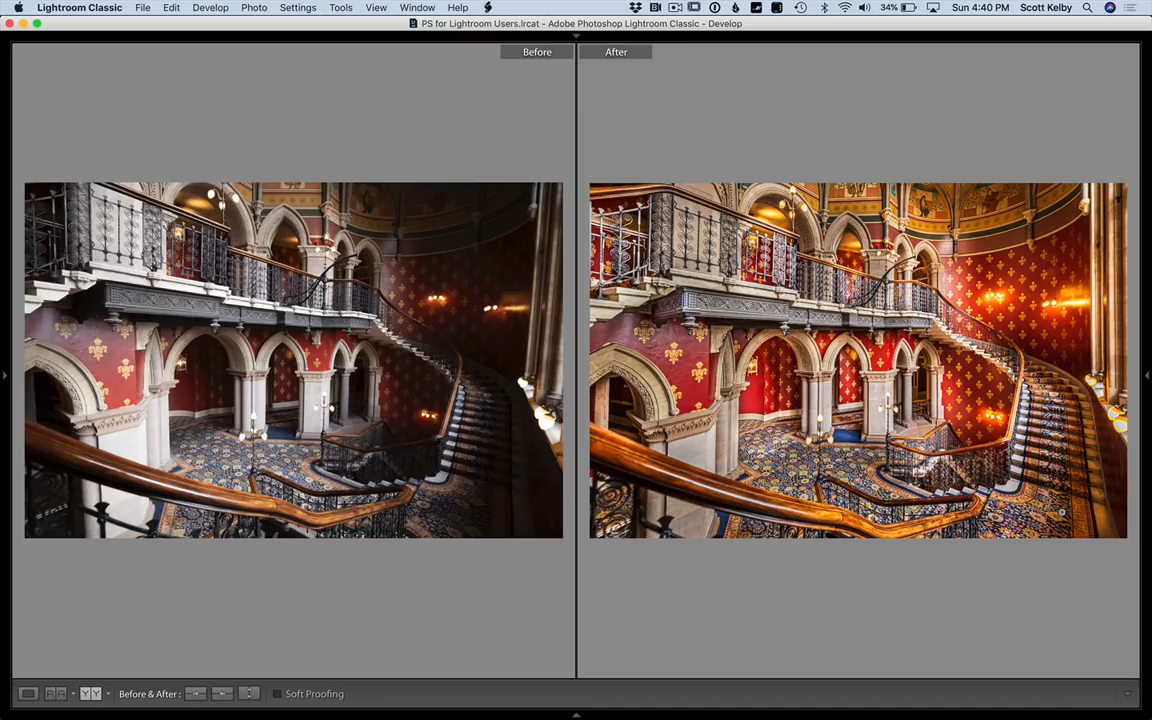 Lightroom Classic File Edit Develop Photo Settings Tools View Window Help 34% Sun 4:40 PM Scott Kelby
PS for Lightroom Users.lrcat - Adobe Photoshop Lightroom Classic - Develop
Before After
R A Y Y Before & After : Soft Proofing